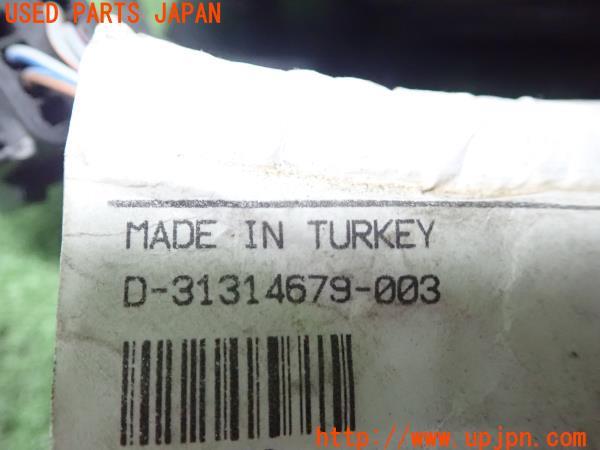 USED PARTS JAPAN
MADE IN TURKEY
D-31314679-003
http://www.upjpn.com